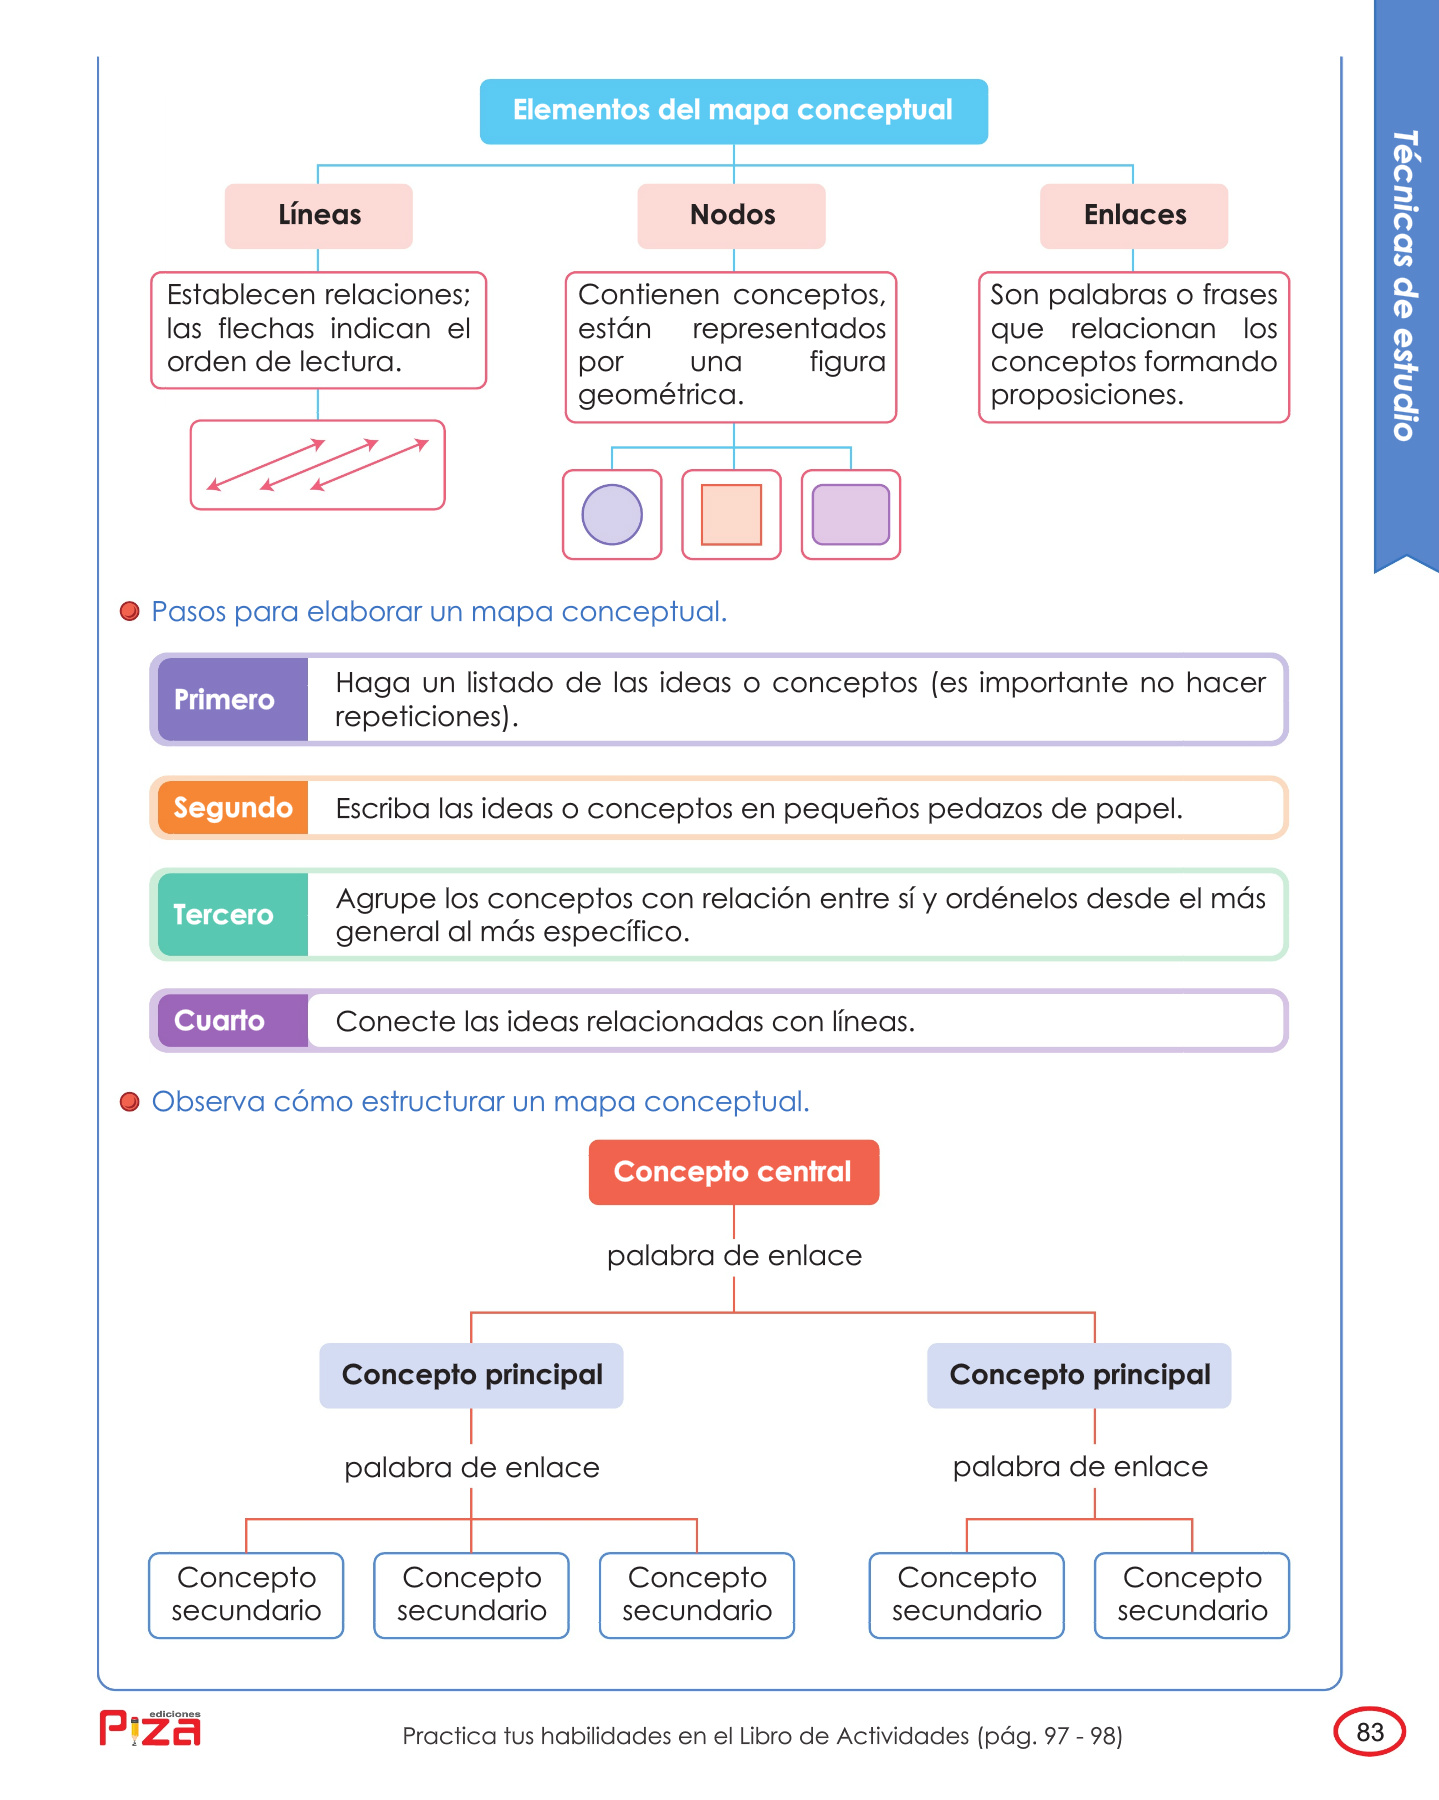 Técnicas de estudio
Elementos del mapa conceptual
Líneas
Nodos
Enlaces
Establecen relaciones;
las flechas indican el
orden de lectura.
Contienen conceptos,
están representados
por una figura
geométrica.
Son palabras o frases
que relacionan los
conceptos formando
proposiciones.
Pasos para elaborar un mapa conceptual.
Primero
Haga un listado de las ideas o conceptos (es importante no hacer
repeticiones).
Segundo
Escriba las ideas o conceptos en pequeños pedazos de papel.
Tercero
Agrupe los conceptos con relación entre sí y ordénelos desde el más
general al más específico.
Cuarto
Conecte las ideas relacionadas con líneas.
Observa cómo estructurar un mapa conceptual.
Concepto central
palabra de enlace
Concepto principal
Concepto principal
palabra de enlace
palabra de enlace
Concepto
secundario
Concepto
secundario
Concepto
secundario
Concepto
secundario
Concepto
secundario
ediciones
Piza
Practica tus habilidades en el Libro de Actividades (pág. 97 - 98)
83